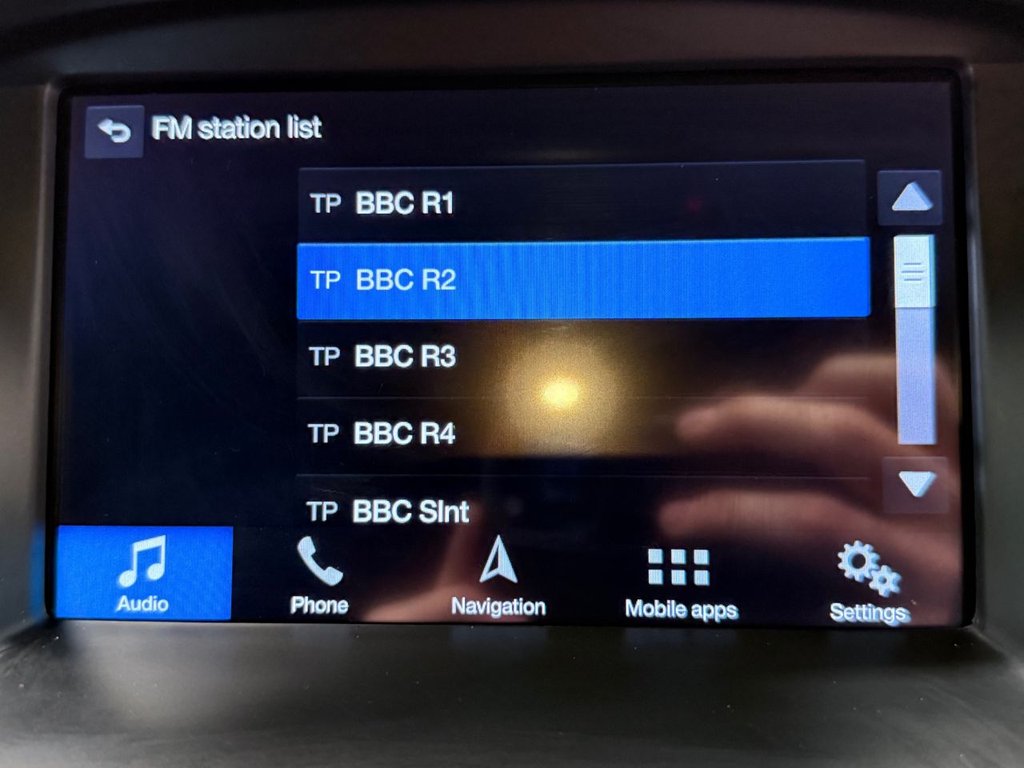 FM station list
TP BBC R1
TP BBC R2
TP BBC R3
TP BBC R4
TP BBC SInt
Audio Phone Navigation Mobile apps Settings